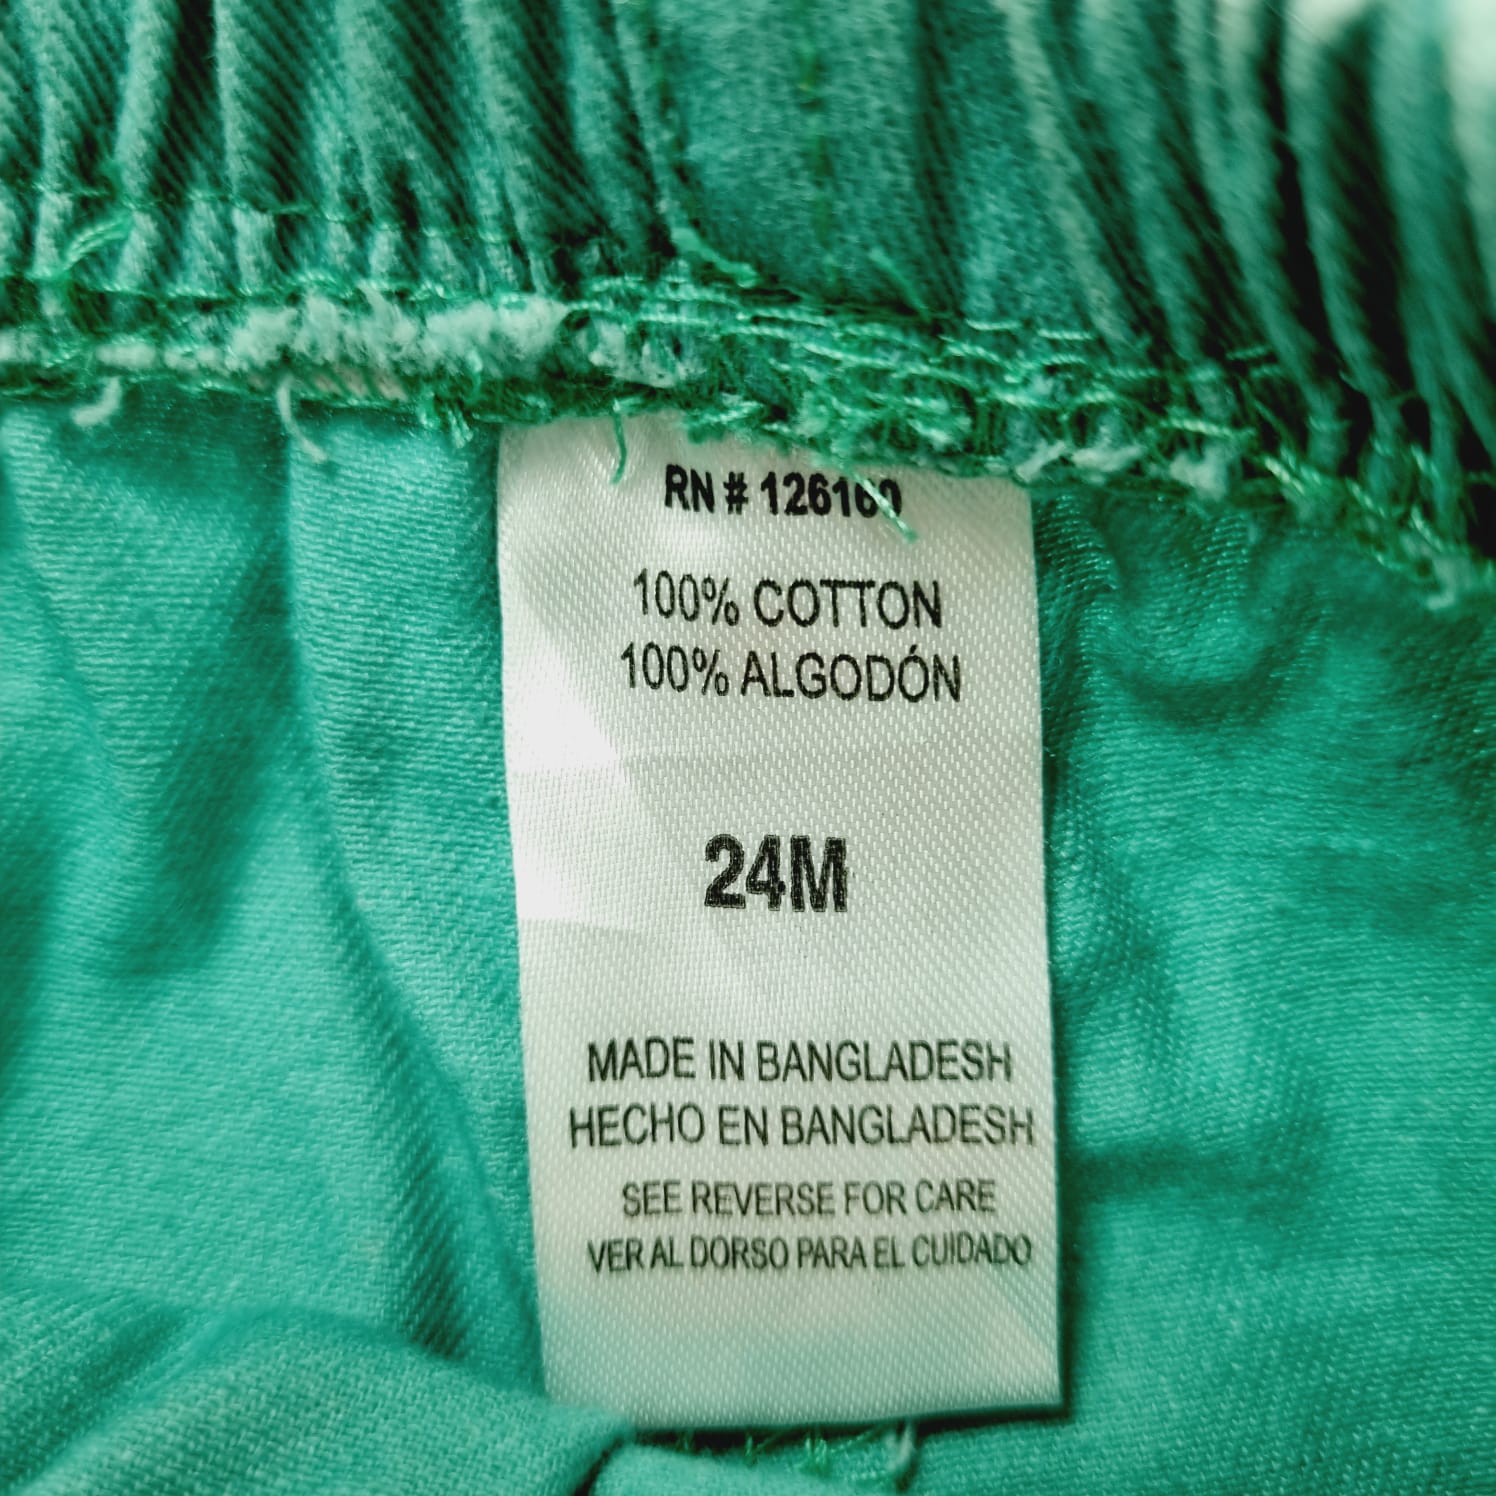 RN # 126160
100% COTTON
100% ALGODÓN
24M
MADE IN BANGLADESH
HECHO EN BANGLADESH
SEE REVERSE FOR CARE
VER AL DORSO PARA EL CUIDADO